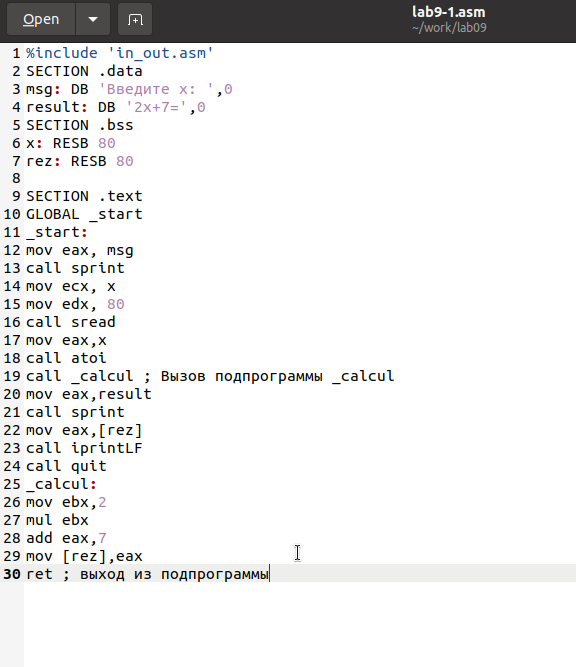 Open
lab9-1.asm
~/work/lab09
1 %include 'in_out.asm'
2 SECTION .data
3 msg: DB 'Введите x: ',0
4 result: DB '2x+7=',0
5 SECTION .bss
6 x: RESB 80
7 rez: RESB 80
8
9 SECTION .text
10 GLOBAL _start
11 _start:
12 mov eax, msg
13 call sprint
14 mov ecx, x
15 mov edx, 80
16 call sread
17 mov eax,x
18 call atoi
19 call _calcul ; Вызов подпрограммы _calcul
20 mov eax,result
21 call sprint
22 mov eax,[rez]
23 call iprintLF
24 call quit
25 _calcul:
26 mov ebx,2
27 mul ebx
28 add eax,7
29 mov [rez],eax
30 ret ; выход из подпрограммы